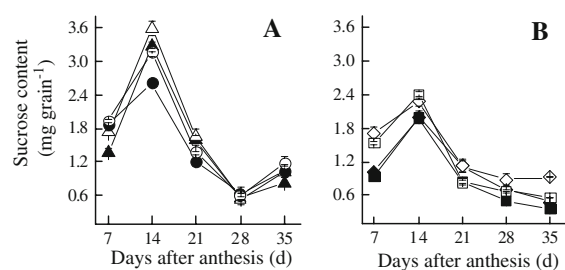 A
B
Sucrose content
(mg grain-1)
3.6
3.0
2.4
1.8
1.2
0.6
7 14 21 28 35
Days after anthesis (d)
3.6
3.0
2.4
1.8
1.2
0.6
7 14 21 28 35
Days after anthesis (d)